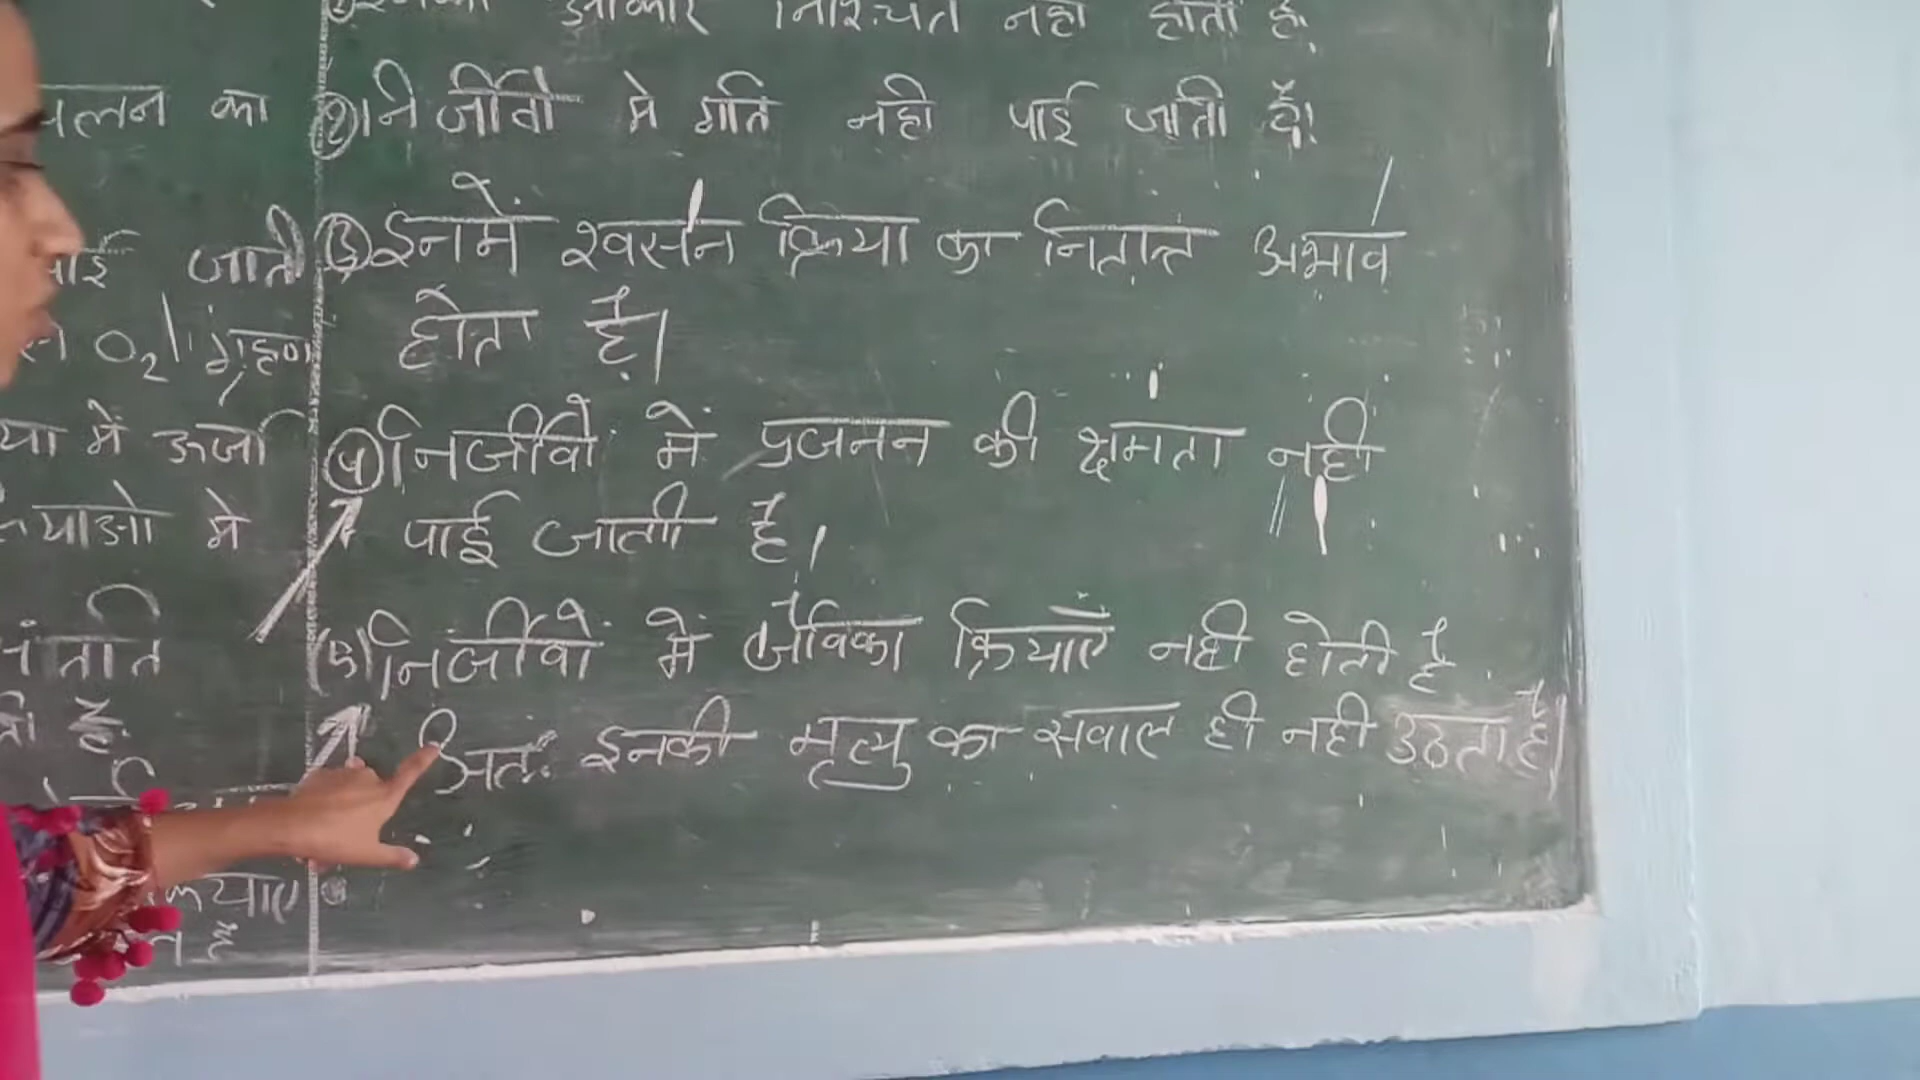 आकार निश्चित नहीं होता है।
चलन का
(2) निर्जीवो मे गति नही पाई जाती है।
पाई जाती
(3) इनमें श्वसन क्रिया का नितान्त अभाव
O2 ग्रहण
होता है।
में ऊर्जा
(4) निर्जीवो में प्रजनन की क्षमता नही
मे
पाई जाती है।
(5) निर्जीवो में जैविका क्रियाएँ नही होती है
है
अतः इनकी मृत्यु का सवाल ही नही उठता है।